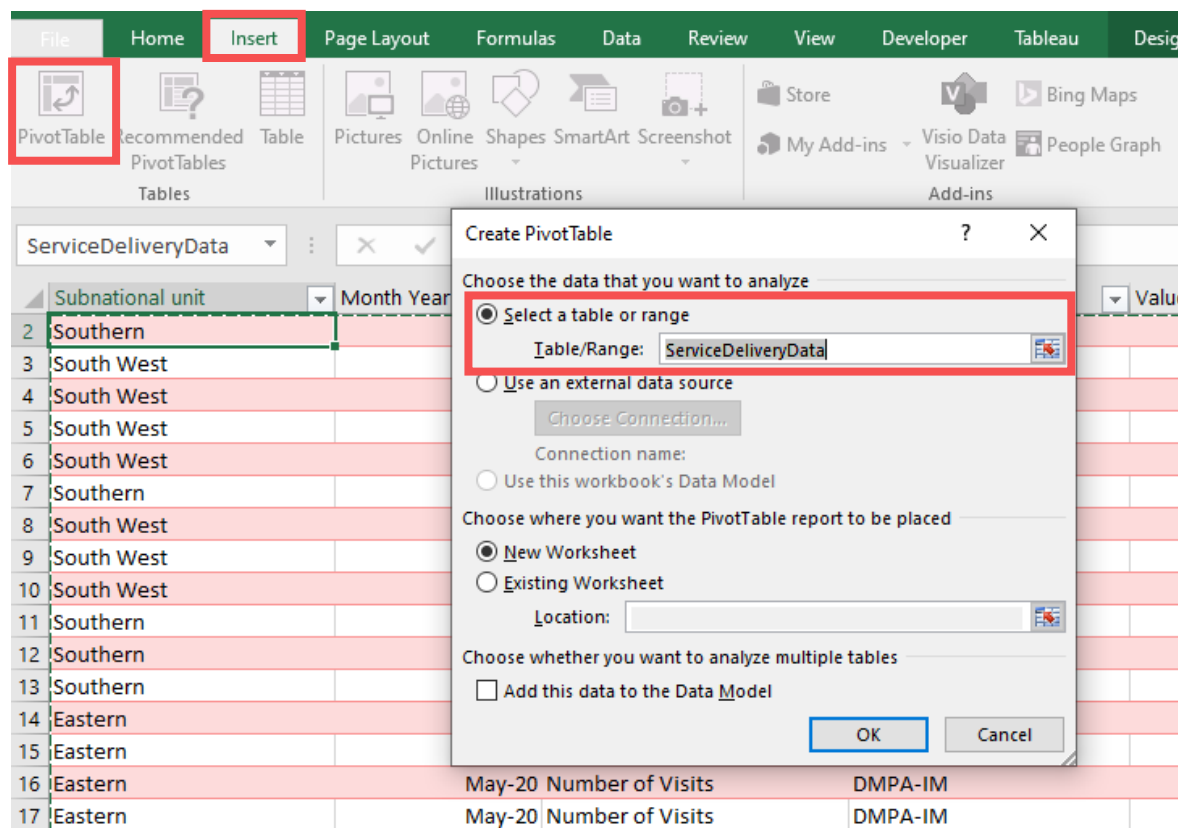 File Home Insert Page Layout Formulas Data Review View Developer Tableau Desig
PivotTable Recommended PivotTables Table Pictures Online Pictures Shapes SmartArt Screenshot Store My Add-ins Visio Data Visualizer Bing Maps People Graph
Tables Illustrations Add-ins
ServiceDeliveryData
Create PivotTable ? 
Choose the data that you want to analyze
Select a table or range
Table/Range: ServiceDeliveryData
Use an external data source
Choose Connection...
Connection name:
Use this workbook's Data Model
Choose where you want the PivotTable report to be placed
New Worksheet
Existing Worksheet
Location:
Choose whether you want to analyze multiple tables
Add this data to the Data Model
OK Cancel
Subnational unit Month Year Valu
2 Southern
3 South West
4 South West
5 South West
6 South West
7 Southern
8 South West
9 South West
10 South West
11 Southern
12 Southern
13 Southern
14 Eastern
15 Eastern
16 Eastern May-20 Number of Visits DMPA-IM
17 Eastern May-20 Number of Visits DMPA-IM